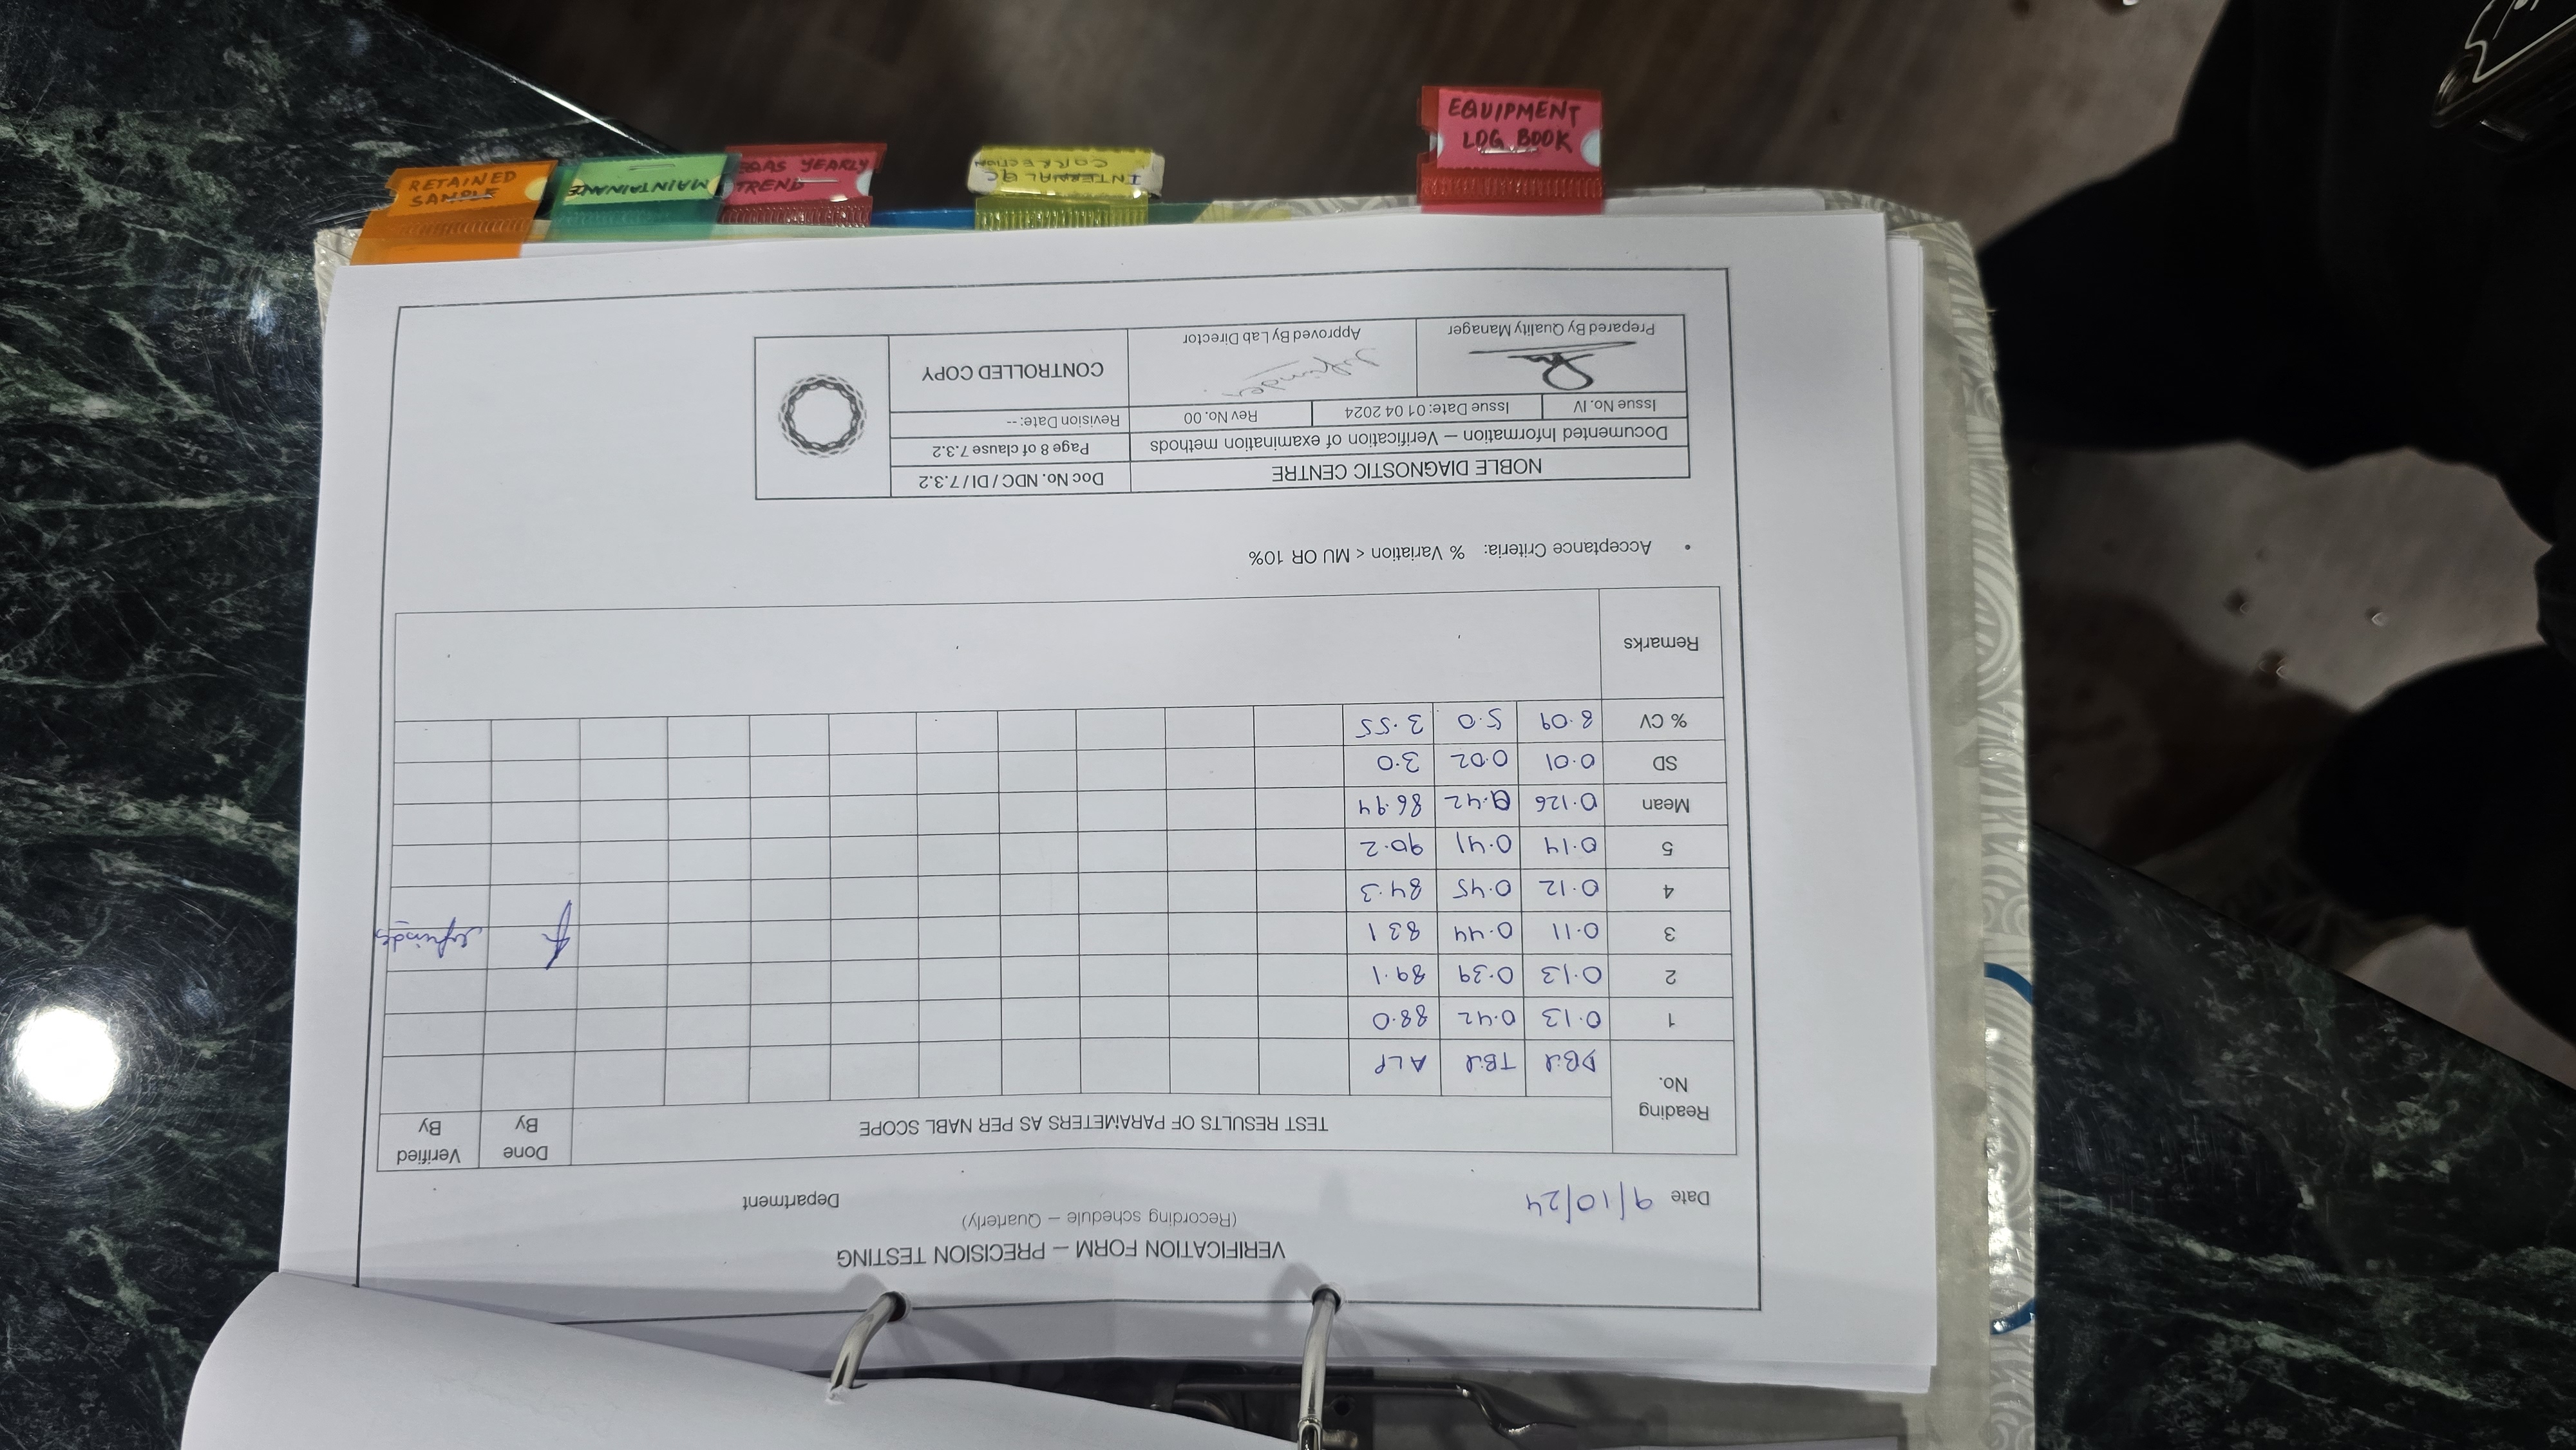 VERIFICATION FORM – PRECISION TESTING
(Recording schedule – Quarterly)
Date 9/10/24 Department
Reading No. TEST RESULTS OF PARAMETERS AS PER NABL SCOPE Done By Verified By
DBil TBil ALP
1 0.13 0.42 88.0
2 0.13 0.39 89.1
3 0.11 0.44 83 1
4 0.12 0.45 84.3
5 0.14 0.41 90.2
Mean 0.126 0.42 86.94
SD 0.01 0.02 3.0
% CV 8.09 5.0 3.55
Remarks
• Acceptance Criteria: % Variation < MU OR 10%
NOBLE DIAGNOSTIC CENTRE Doc No. NDC / DI / 7.3.2
Documented Information – Verification of examination methods Page 8 of clause 7.3.2
Issue No. IV Issue Date: 01 04 2024 Rev No. 00 Revision Date: --
CONTROLLED COPY
Prepared By Quality Manager Approved By Lab Director
EQUIPMENT
LOG BOOK
INTERNAL QC
CORRECTION
EQAS YEARLY
TREND
MAINTAINANCE
RETAINED
SAMPLE